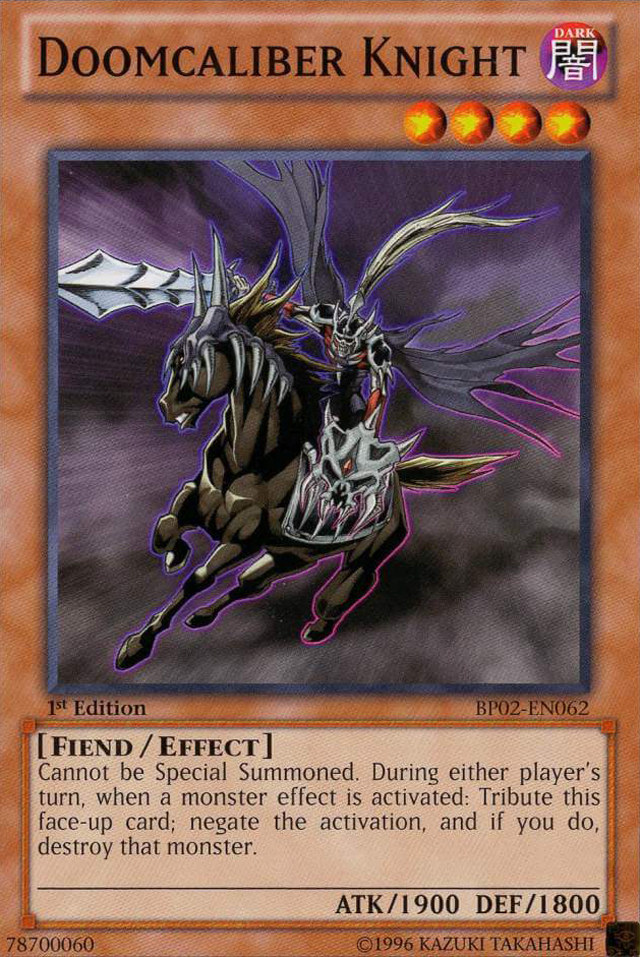 DOOMCALIBER KNIGHT
DARK
闇
1st Edition
BP02-EN062
[FIEND / EFFECT]
Cannot be Special Summoned. During either player's
turn, when a monster effect is activated: Tribute this
face-up card; negate the activation, and if you do,
destroy that monster.
ATK/1900 DEF/1800
78700060
©1996 KAZUKI TAKAHASHI